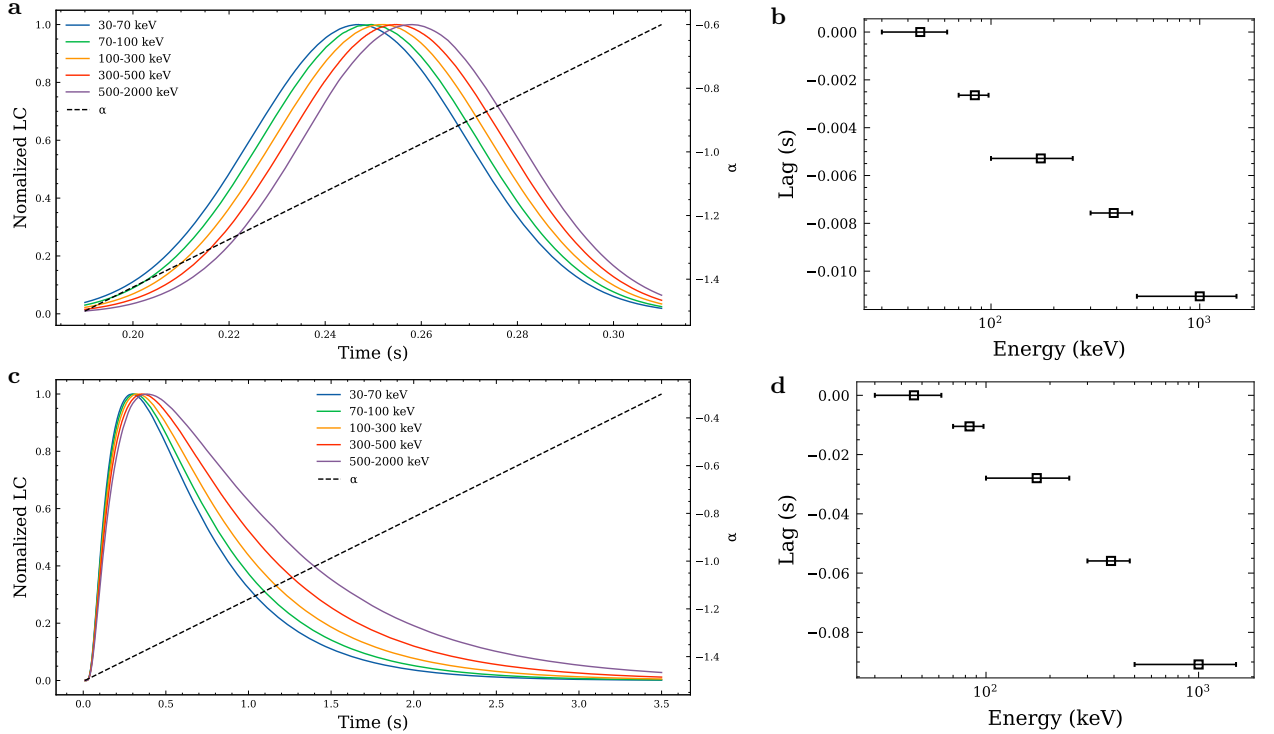 a
30-70 keV
70-100 keV
100-300 keV
300-500 keV
500-2000 keV
α
1.0
0.8
0.6
0.4
0.2
0.0
Nomalized LC
0.20
0.22
0.24
0.26
0.28
0.30
Time (s)
−0.6
−0.8
−1.0
−1.2
−1.4
α
b
0.000
−0.002
−0.004
−0.006
−0.008
−0.010
Lag (s)
10²
10³
Energy (keV)
c
30-70 keV
70-100 keV
100-300 keV
300-500 keV
500-2000 keV
α
1.0
0.8
0.6
0.4
0.2
0.0
Nomalized LC
0.0
0.5
1.0
1.5
2.0
2.5
3.0
3.5
Time (s)
−0.4
−0.6
−0.8
−1.0
−1.2
−1.4
α
d
0.00
−0.02
−0.04
−0.06
−0.08
Lag (s)
10²
10³
Energy (keV)